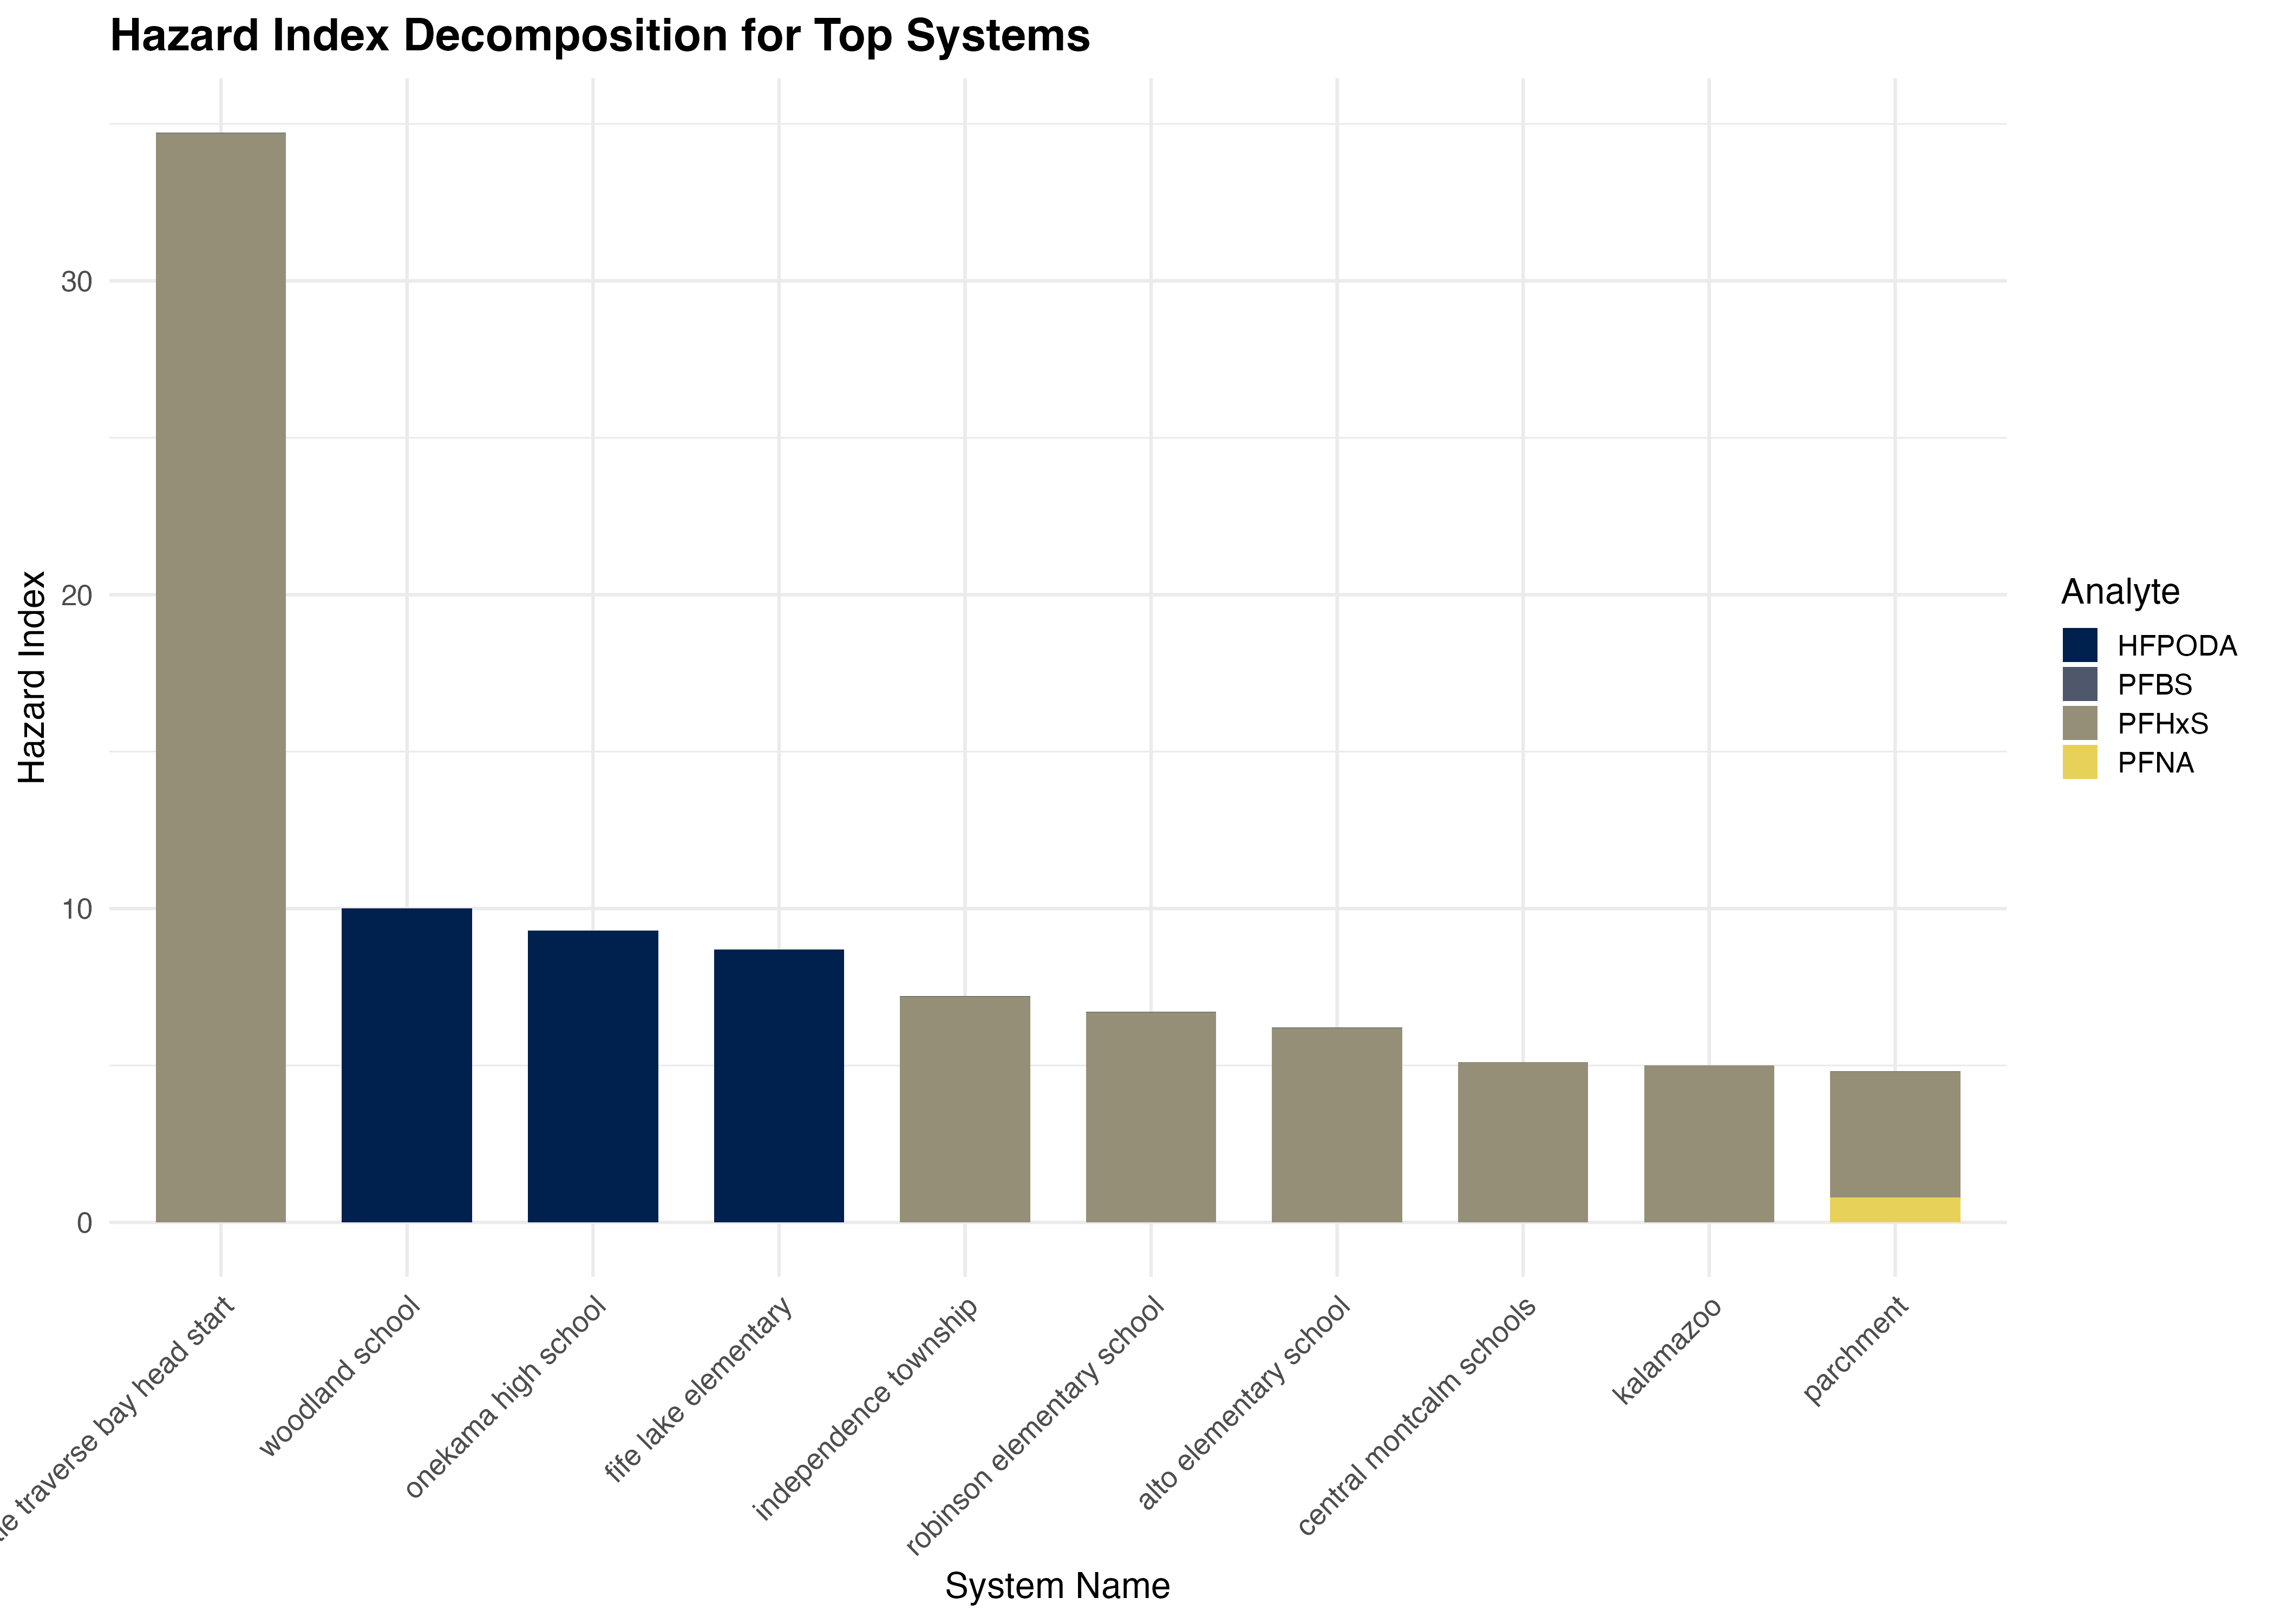 Hazard Index Decomposition for Top Systems
Hazard Index
30
20
10
0
traverse bay head start
woodland school
onekama high school
fife lake elementary
independence township
robinson elementary school
alto elementary school
central montcalm schools
kalamazoo
parchment
System Name
Analyte
HFPODA
PFBS
PFHxS
PFNA